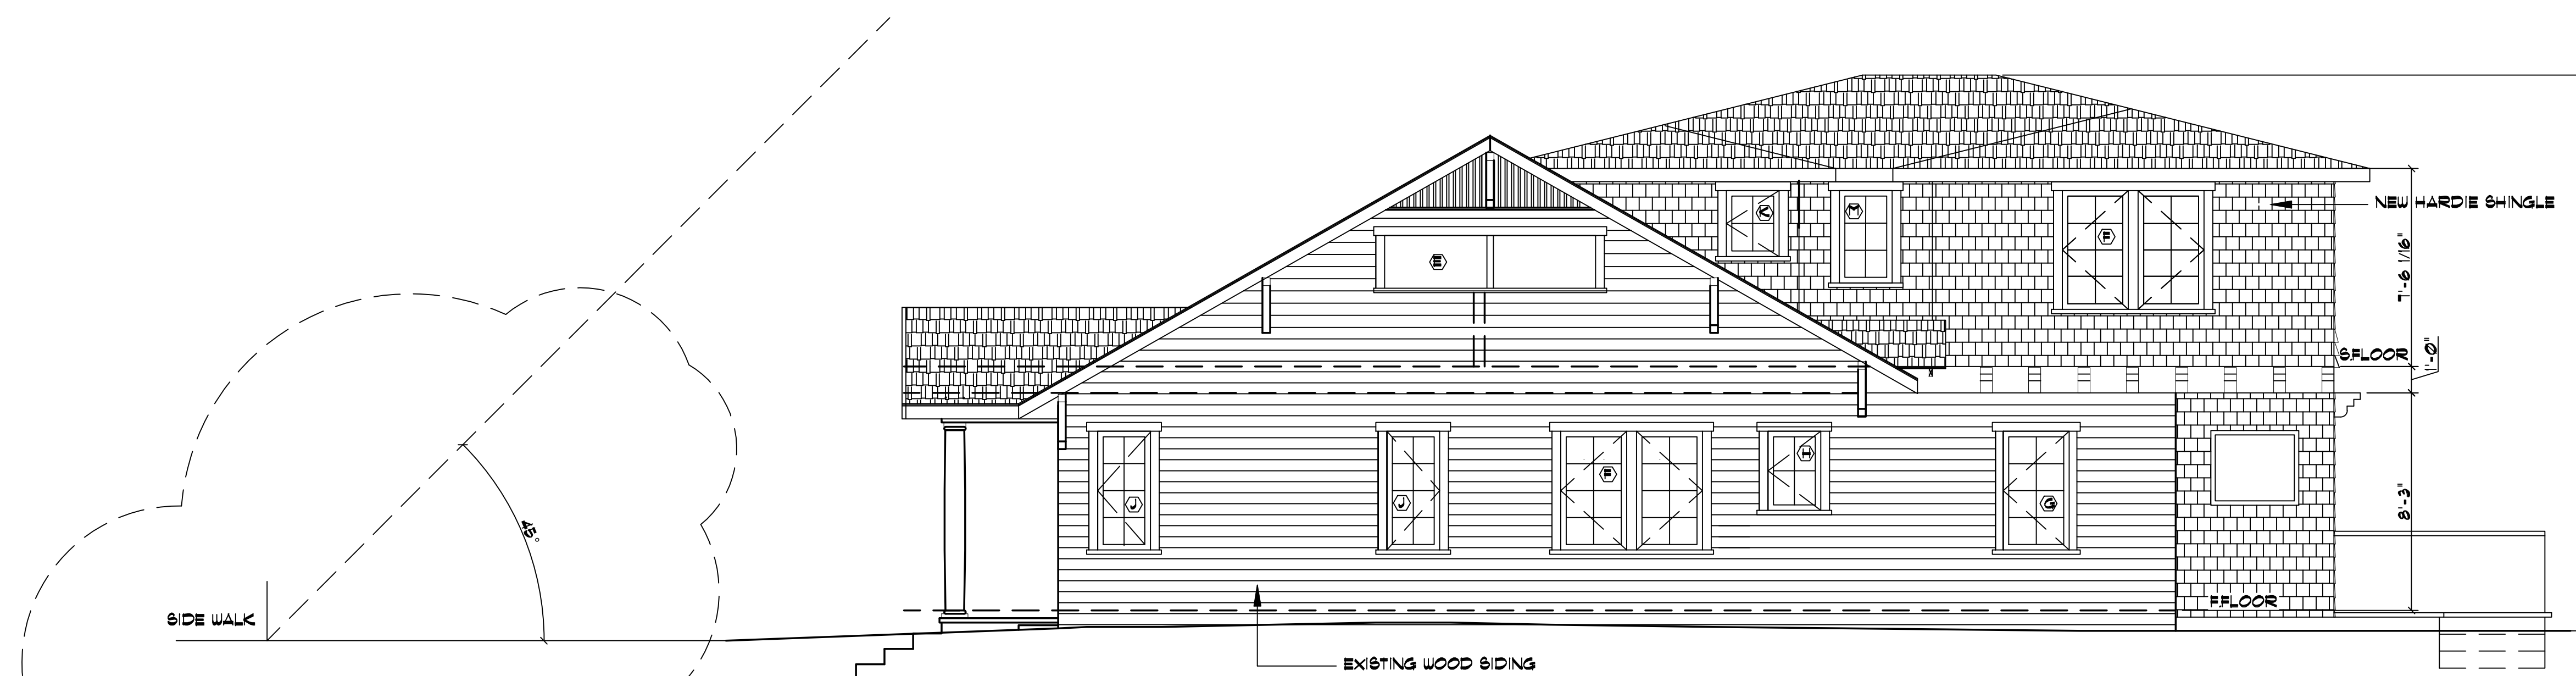 NEW HARDIE SHINGLE
K
M
F
E
7'-6 1/16"
S.FLOOR
1'-0"
J
J
F
I
G
8'-3"
45°
SIDE WALK
F.FLOOR
EXISTING WOOD SIDING